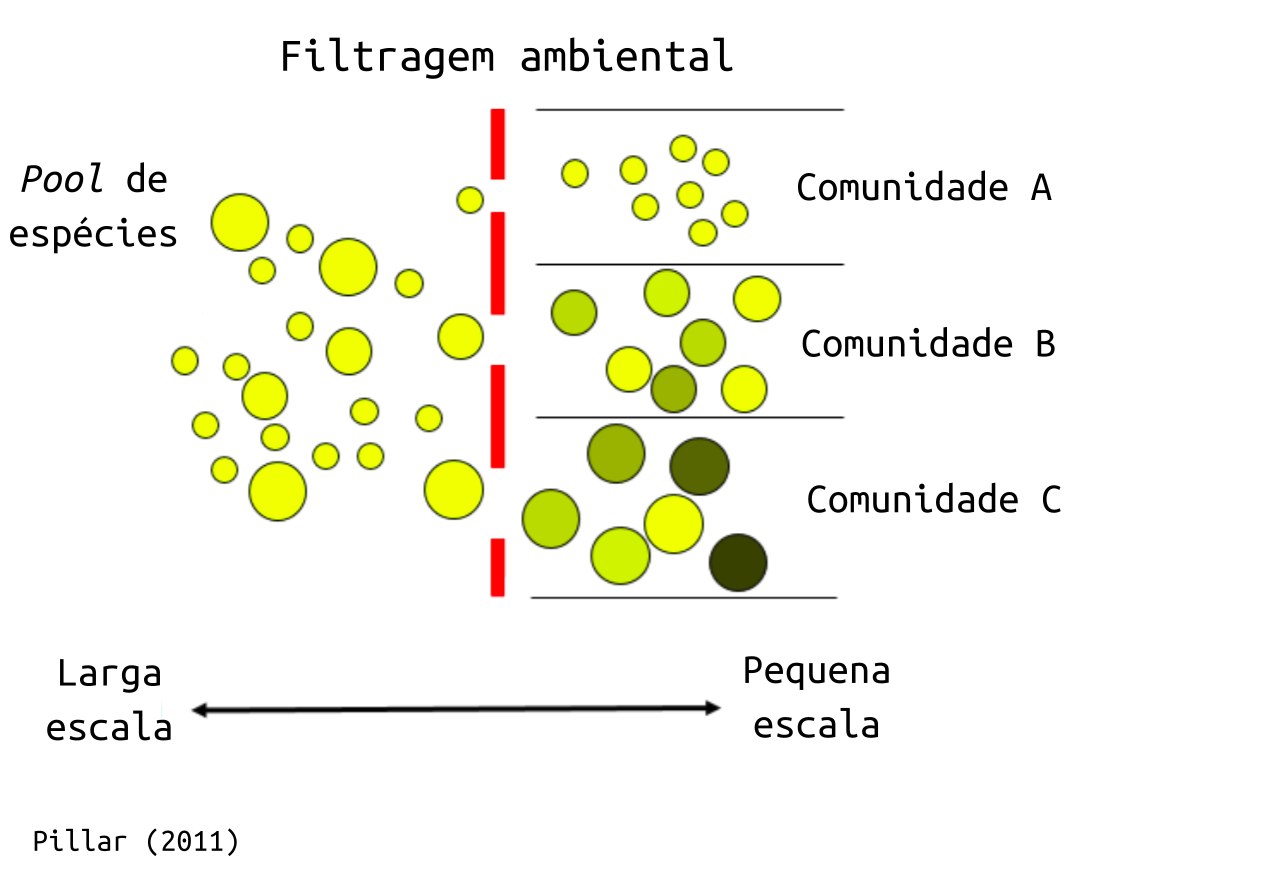 Filtragem ambiental
Pool de
espécies
Comunidade A
Comunidade B
Comunidade C
Larga
escala
Pequena
escala
Pillar (2011)